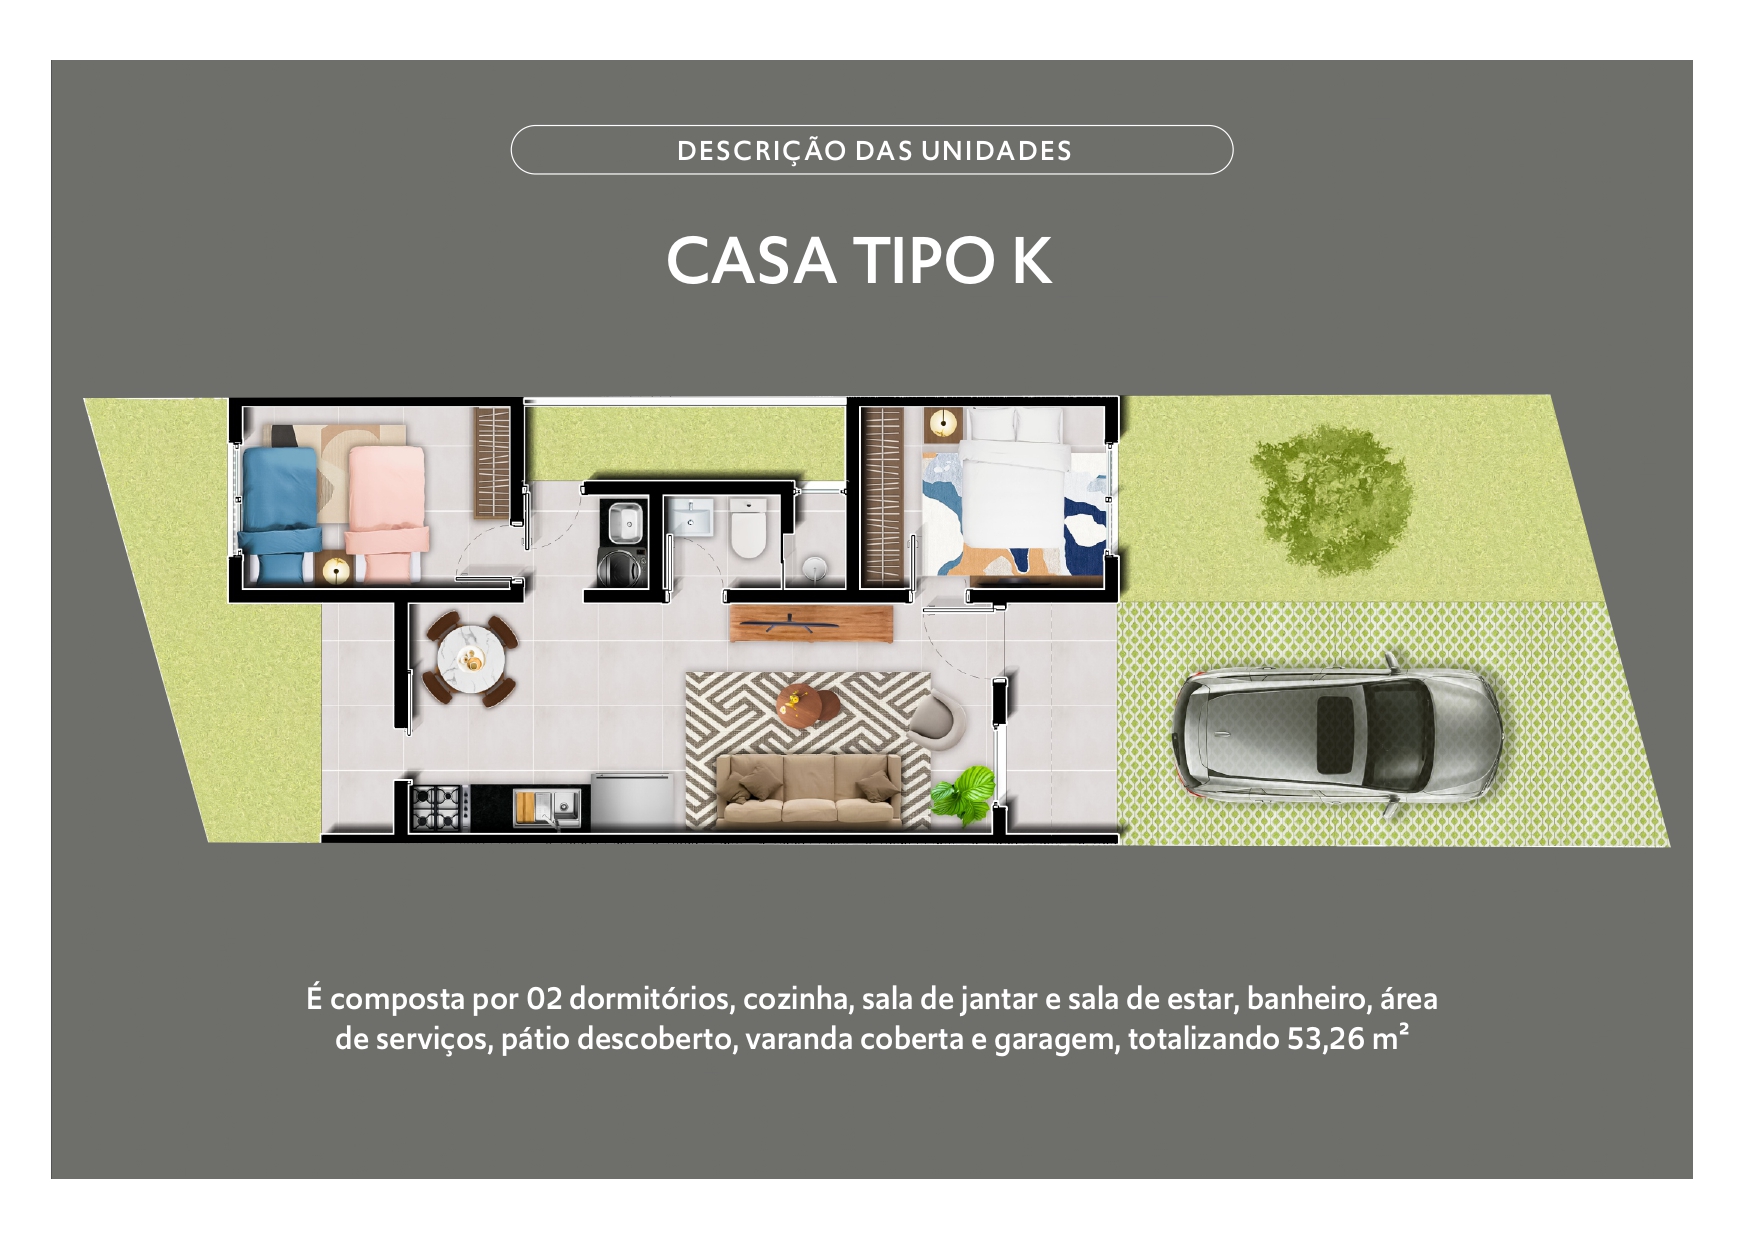 DESCRIÇÃO DAS UNIDADES
CASA TIPO K
É composta por 02 dormitórios, cozinha, sala de jantar e sala de estar, banheiro, área
de serviços, pátio descoberto, varanda coberta e garagem, totalizando 53,26 m²